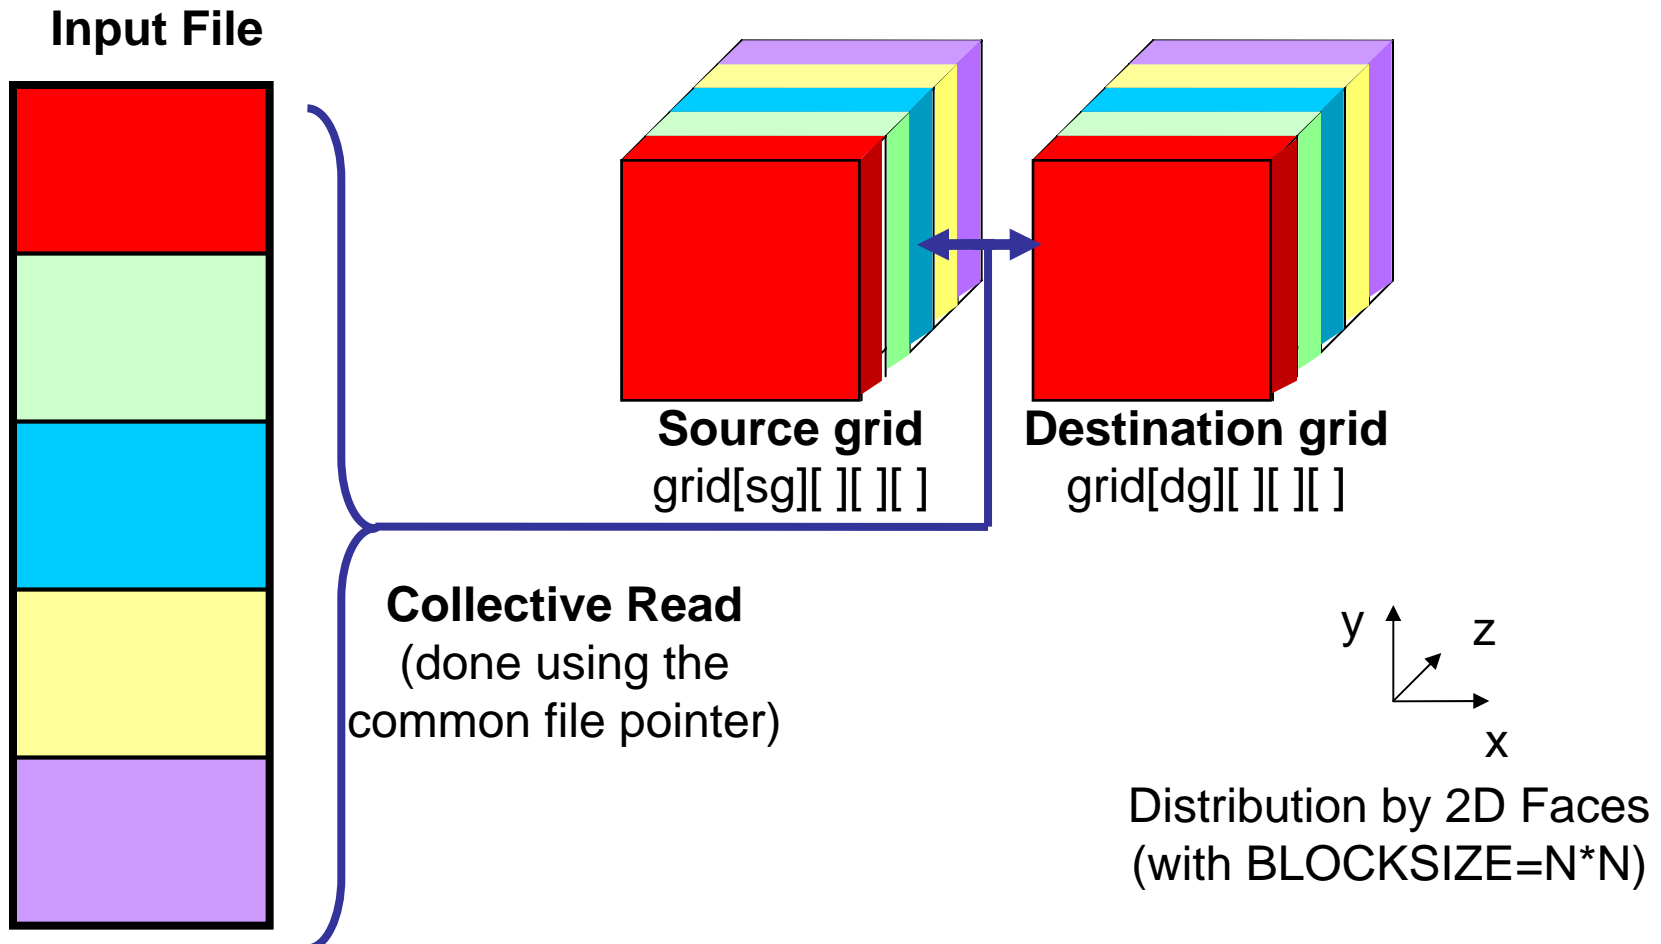 Input File
Source grid
grid[sg][ ][ ][ ]
Destination grid
grid[dg][ ][ ][ ]
Collective Read
(done using the
common file pointer)
y
z
x
Distribution by 2D Faces
(with BLOCKSIZE=N*N)